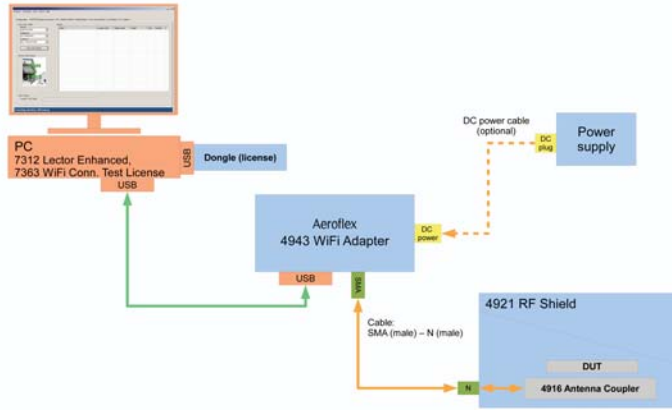 PC
7312 Lector Enhanced,
7363 WiFi Conn. Test License
USB
USB
Dongle (license)
DC power cable
(optional)
DC
plug
Power
supply
Aeroflex
4943 WiFi Adapter
DC
power
USB
SMA
Cable:
SMA (male) – N (male)
4921 RF Shield
DUT
4916 Antenna Coupler
N